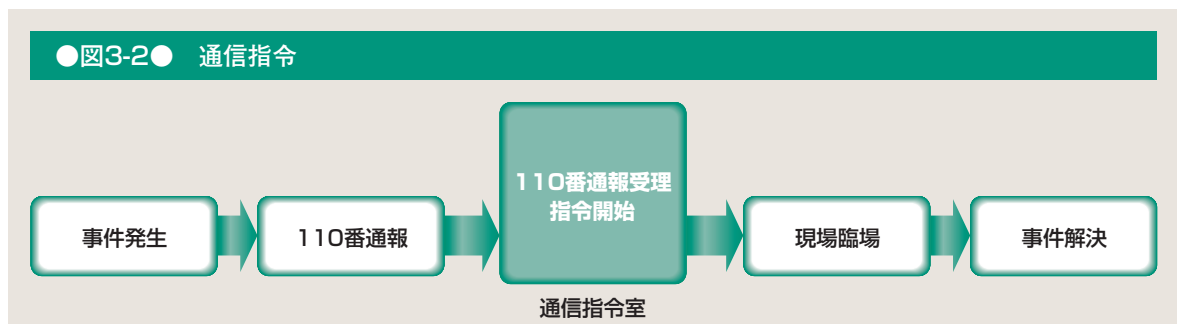 ●図3-2● 通信指令
事件発生
110番通報
110番通報受理
指令開始
現場臨場
事件解決
通信指令室